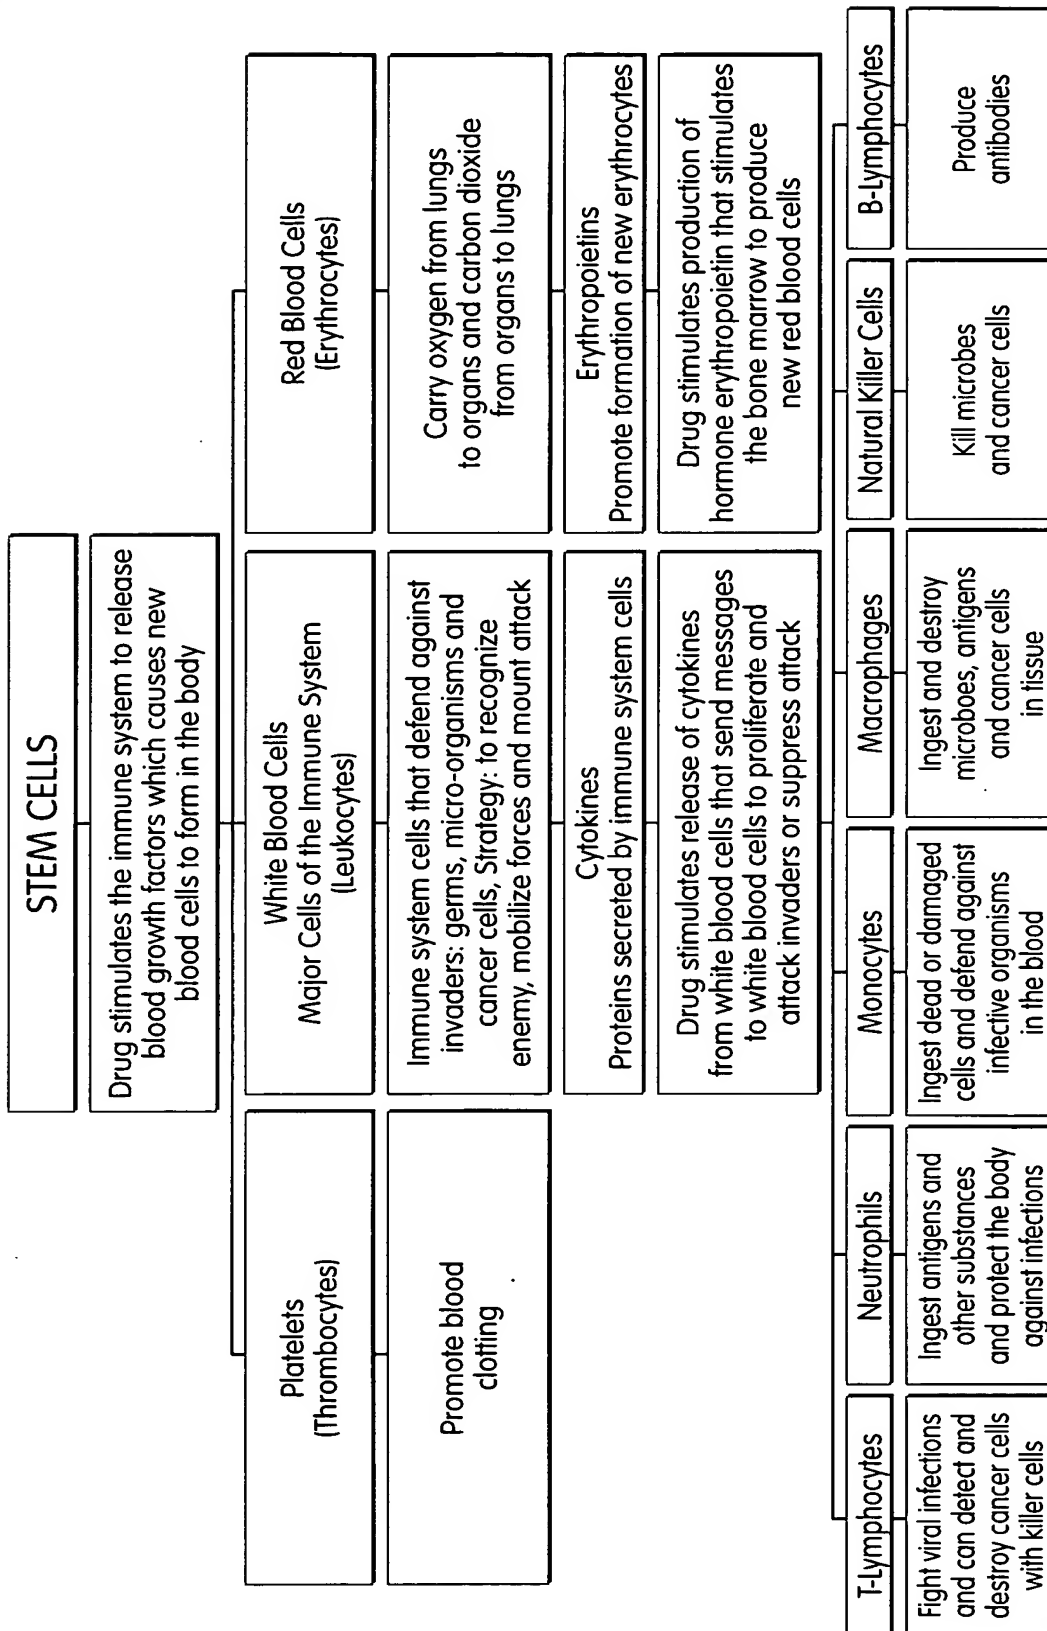 STEM CELLS
Drug stimulates the immune system to release
blood growth factors which causes new
blood cells to form in the body
Platelets
(Thrombocytes)
Promote blood
clotting
White Blood Cells
Major Cells of the Immune System
(Leukocytes)
Immune system cells that defend against
invaders: germs, micro-organisms and
cancer cells, Strategy: to recognize
enemy, mobilize forces and mount attack
Cytokines
Proteins secreted by immune system cells
Drug stimulates release of cytokines
from white blood cells that send messages
to white blood cells to proliferate and
attack invaders or suppress attack
Red Blood Cells
(Erythrocytes)
Carry oxygen from lungs
to organs and carbon dioxide
from organs to lungs
Erythropoietins
Promote formation of new erythrocytes
Drug stimulates production of
hormone erythropoietin that stimulates
the bone marrow to produce
new red blood cells
T-Lymphocytes
Fight viral infections
and can detect and
destroy cancer cells
with killer cells
Neutrophils
Ingest antigens and
other substances
and protect the body
against infections
Monocytes
Ingest dead or damaged
cells and defend against
infective organisms
in the blood
Macrophages
Ingest and destroy
microboes, antigens
and cancer cells
in tissue
Natural Killer Cells
Kill microbes
and cancer cells
B-Lymphocytes
Produce
antibodies